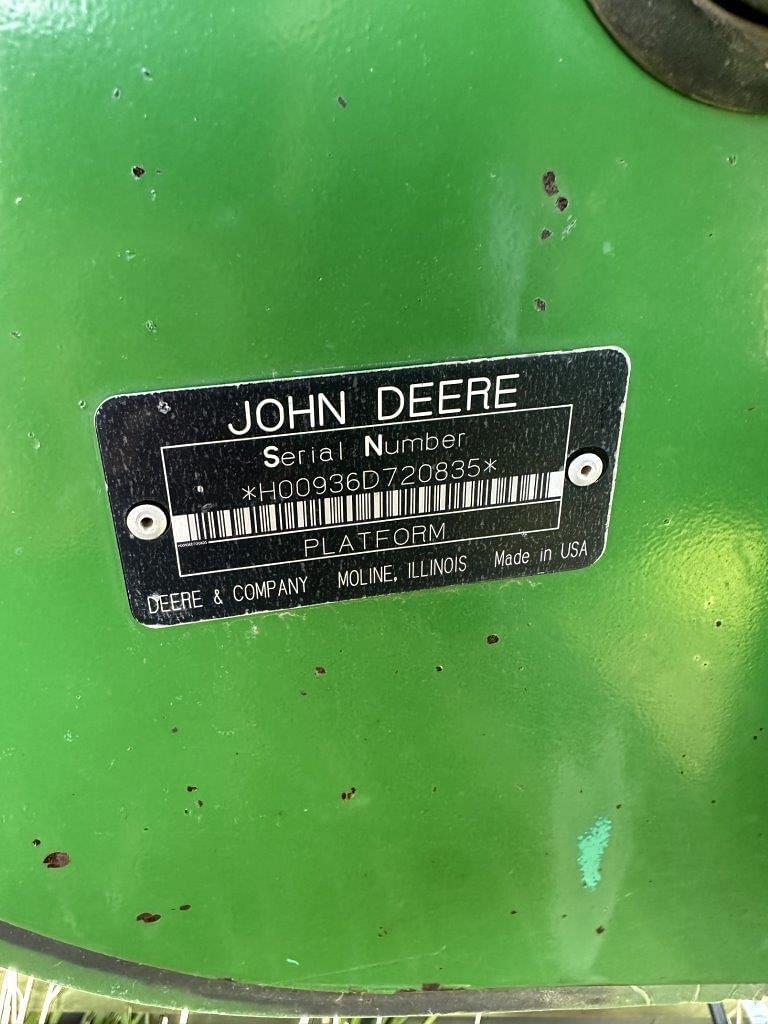 JOHN DEERE
Serial Number
*H00936D720835*
PLATFORM
DEERE & COMPANY MOLINE, ILLINOIS Made in USA